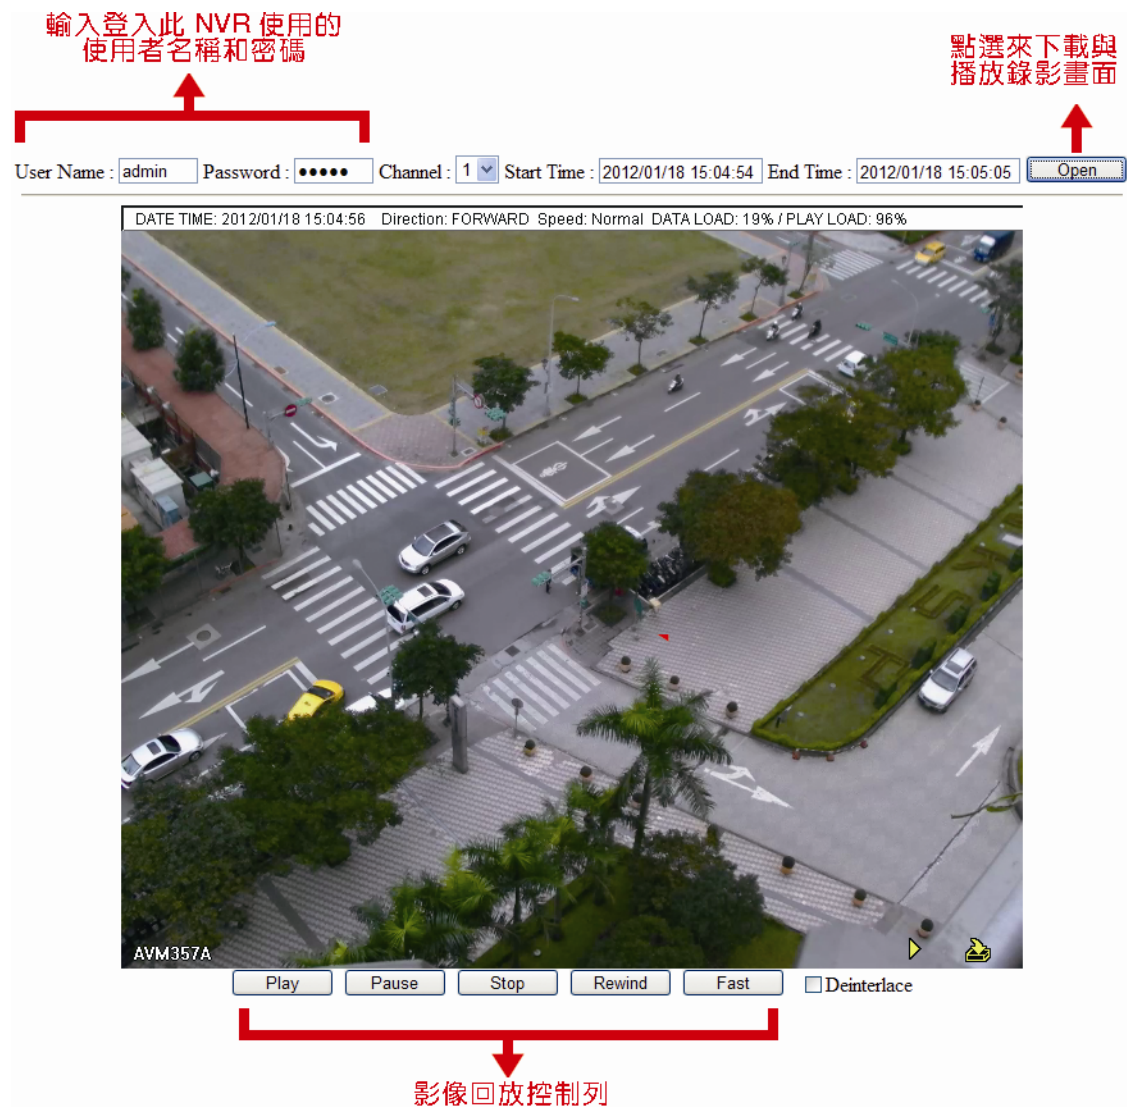 輸入登入此 NVR 使用的
使用者名稱和密碼
點選來下載與
播放錄影畫面
User Name : admin Password : ●●●●● Channel : 1 Start Time : 2012/01/18 15:04:54 End Time : 2012/01/18 15:05:05 Open
DATE TIME: 2012/01/18 15:04:56 Direction: FORWARD Speed: Normal DATA LOAD: 19% / PLAY LOAD: 96%
AVM357A
Play Pause Stop Rewind Fast Deinterlace
影像回放控制列